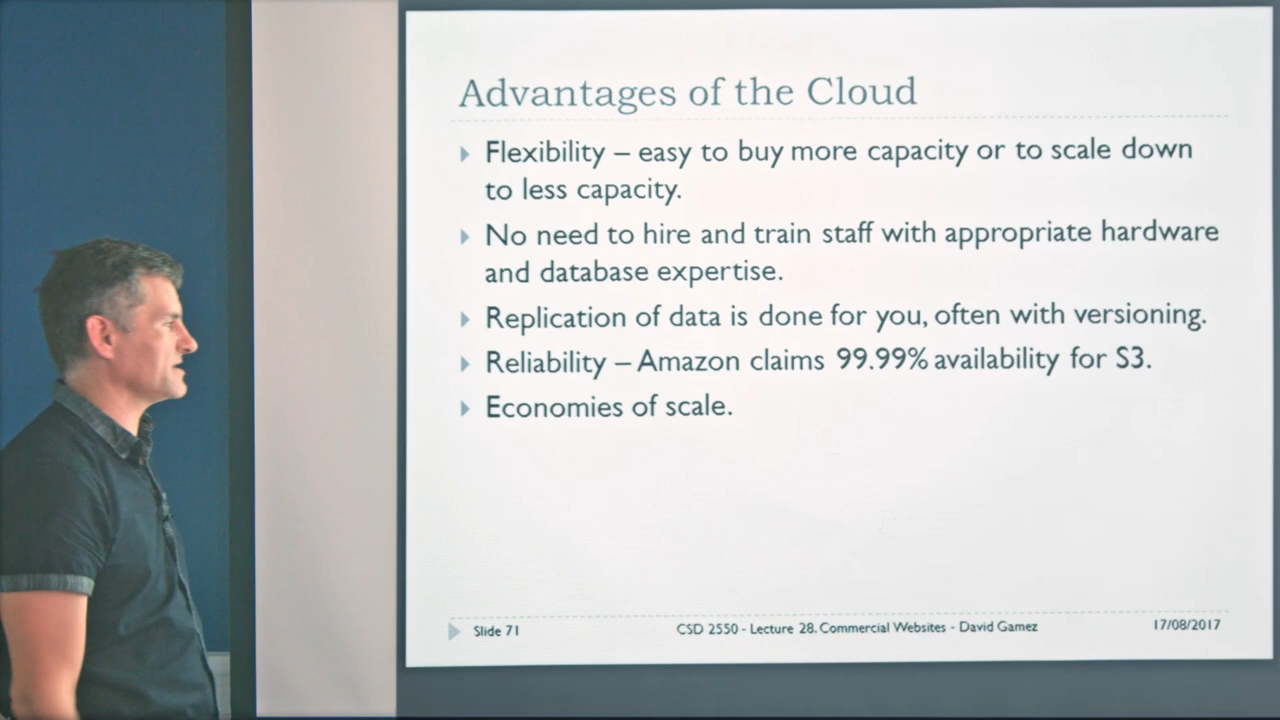 Advantages of the Cloud
Flexibility – easy to buy more capacity or to scale down
to less capacity.
No need to hire and train staff with appropriate hardware
and database expertise.
Replication of data is done for you, often with versioning.
Reliability – Amazon claims 99.99% availability for S3.
Economies of scale.
Slide 71
CSD 2550 - Lecture 28. Commercial Websites - David Gamez
17/08/2017